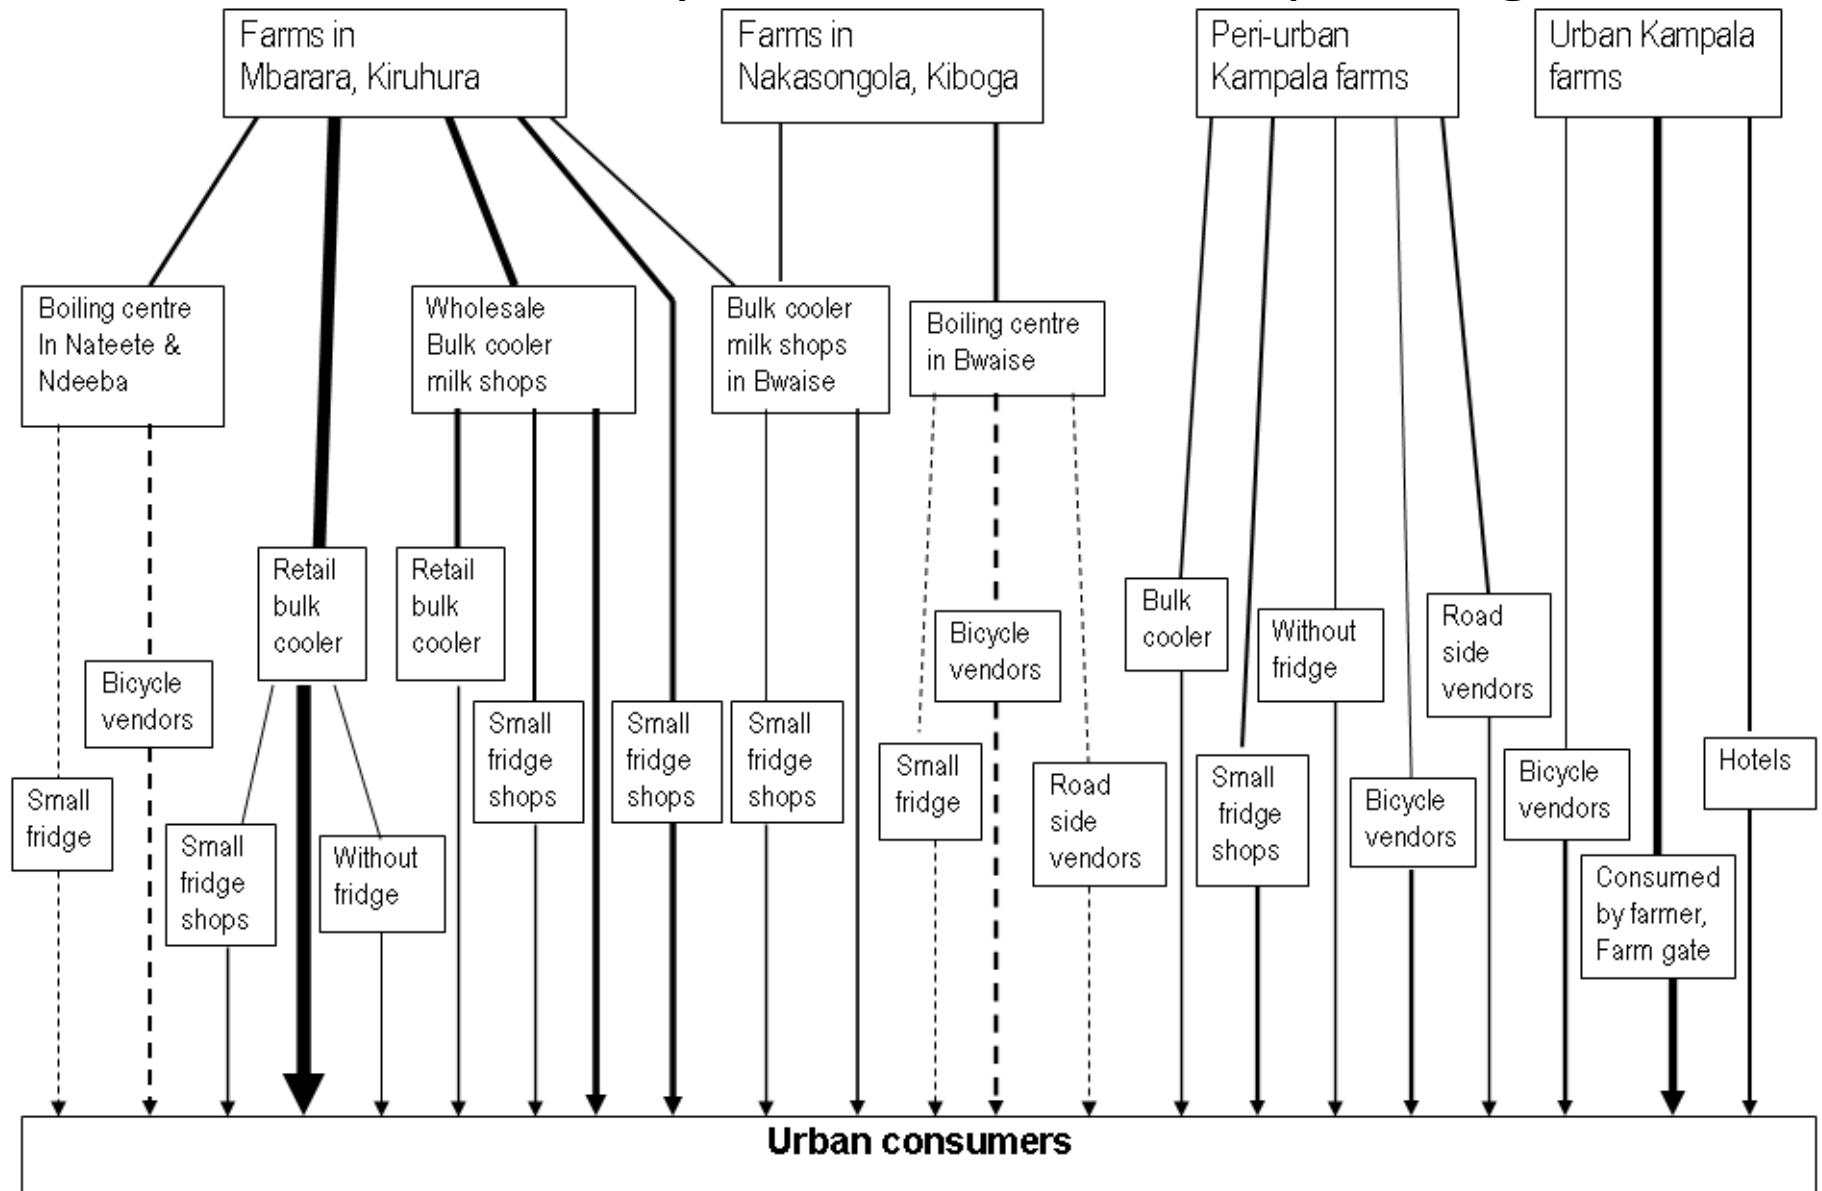 Farms in
Mbarara, Kiruhura
Farms in
Nakasongola, Kiboga
Peri-urban
Kampala farms
Urban Kampala
farms
Boiling centre
In Nateete &
Ndeeba
Wholesale
Bulk cooler
milk shops
Bulk cooler
milk shops
in Bwaise
Boiling centre
in Bwaise
Retail
bulk
cooler
Retail
bulk
cooler
Bulk
cooler
Without
fridge
Road
side
vendors
Bicycle
vendors
Bicycle
vendors
Small
fridge
shops
Small
fridge
shops
Small
fridge
shops
Small
fridge
Small
fridge
shops
Without
fridge
Small
fridge
Road
side
vendors
Small
fridge
shops
Bicycle
vendors
Bicycle
vendors
Hotels
Consumed
by farmer,
Farm gate
Urban consumers